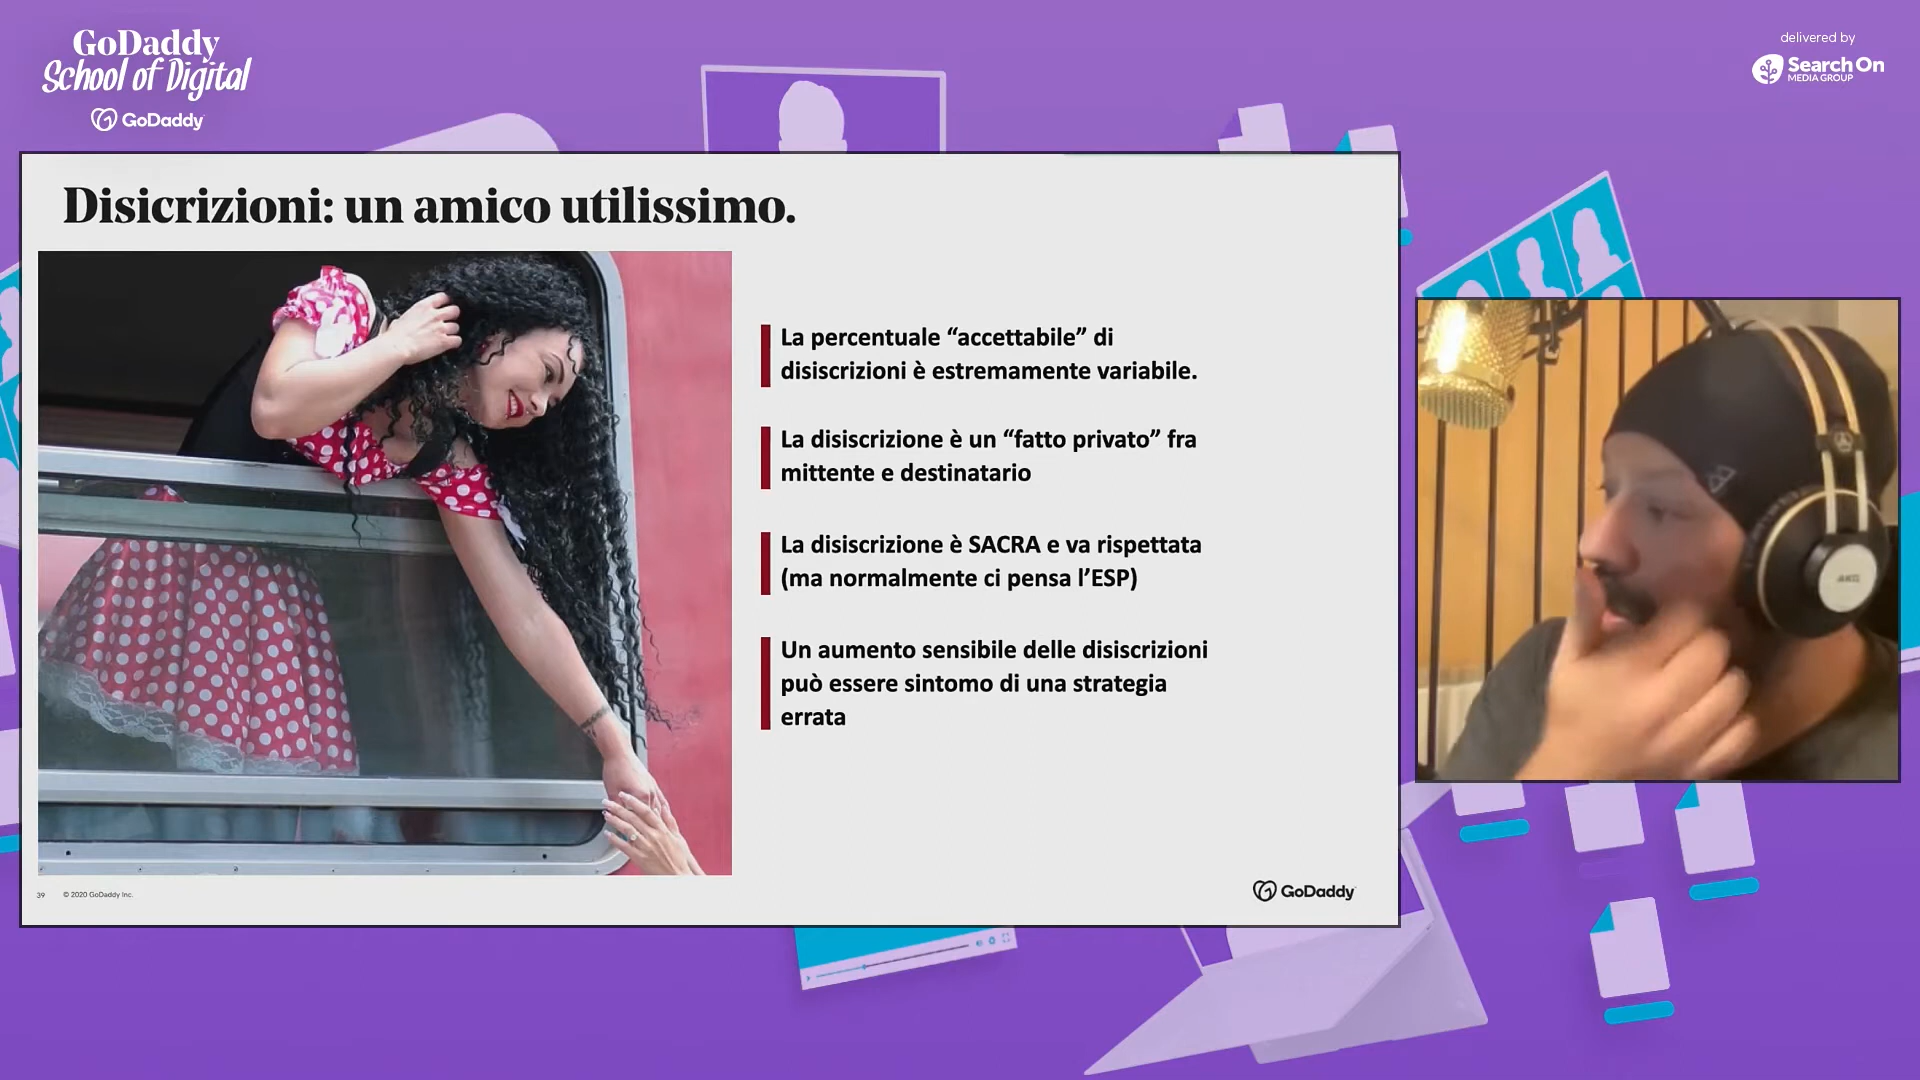 GoDaddy
School of Digital
GoDaddy
delivered by
Search On
MEDIA GROUP
Disicrizioni: un amico utilissimo.
La percentuale “accettabile” di
disiscrizioni è estremamente variabile.
La disiscrizione è un “fatto privato” fra
mittente e destinatario
La disiscrizione è SACRA e va rispettata
(ma normalmente ci pensa l’ESP)
Un aumento sensibile delle disiscrizioni
può essere sintomo di una strategia
errata
39
© 2020 GoDaddy Inc.
GoDaddy
AKG